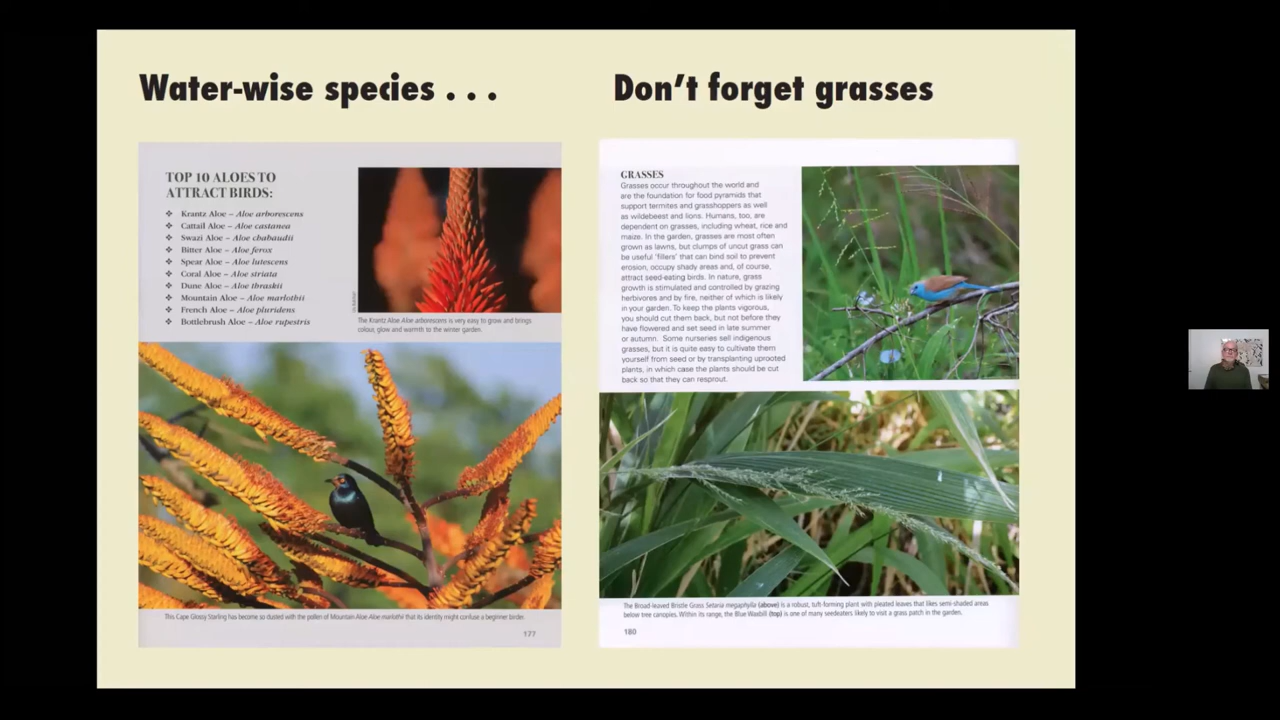 Water-wise species . . .
Don't forget grasses
TOP 10 ALOES TO
ATTRACT BIRDS:
❖ Krantz Aloe – Aloe arborescens
❖ Cattail Aloe – Aloe castanea
❖ Swazi Aloe – Aloe chabaudii
❖ Bitter Aloe – Aloe ferox
❖ Spear Aloe – Aloe lutescens
❖ Coral Aloe – Aloe striata
❖ Dune Aloe – Aloe thraskii
❖ Mountain Aloe – Aloe marlothii
❖ French Aloe – Aloe pluridens
❖ Bottlebrush Aloe – Aloe rupestris
The Krantz Aloe Aloe arborescens is very easy to grow and brings
colour, glow and warmth to the winter garden.
This Cape Glossy Starling has become so dusted with the pollen of Mountain Aloe Aloe marlothii that its identity might confuse a beginner birder.
177
GRASSES
Grasses occur throughout the world and
are the foundation for food pyramids that
support termites and grasshoppers as well
as wildebeest and lions. Humans, too, are
dependent on grasses, including wheat, rice and
maize. In the garden, grasses are most often
grown as lawns, but clumps of uncut grass can
be useful 'fillers' that can bind soil to prevent
erosion, occupy shady areas and, of course,
attract seed-eating birds. In nature, grass
growth is stimulated and controlled by grazing
herbivores and by fire, neither of which is likely
in your garden. To keep the plants vigorous,
you should cut them back, but not before they
have flowered and set seed in late summer
or autumn. Some nurseries sell indigenous
grasses, but it is quite easy to cultivate them
yourself from seed or by transplanting uprooted
plants, in which case the plants should be cut
back so that they can resprout.
The Broad-leaved Bristle Grass Setaria megaphylla (above) is a robust, tuft-forming plant with pleated leaves that likes semi-shaded areas
below tree canopies. Within its range, the Blue Waxbill (top) is one of many seedeaters likely to visit a grass patch in the garden.
180